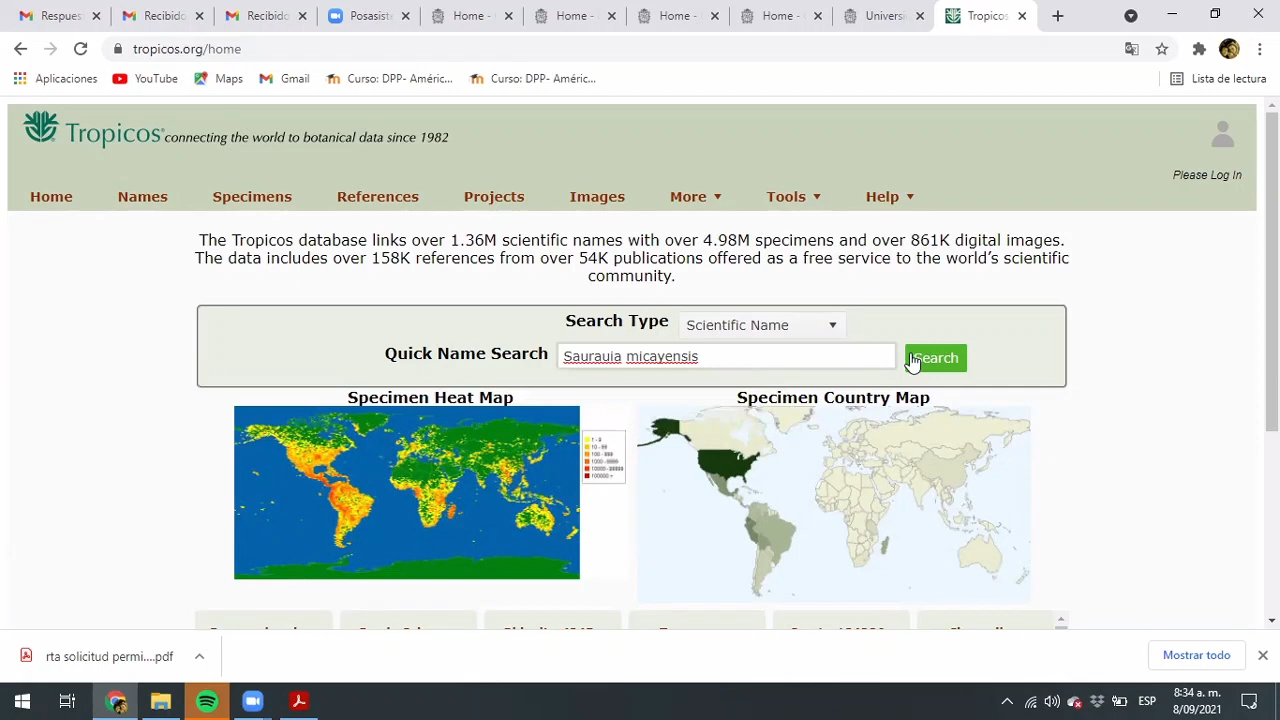 Respues
Recibido
Recibido
Posasiste
Home -
Home -
Home -
Home -
Universi
Tropicos
tropicos.org/home
Aplicaciones
YouTube
Maps
Gmail
Curso: DPP- Améric...
Curso: DPP- Améric...
Lista de lectura
Tropicos connecting the world to botanical data since 1982
Please Log In
Home
Names
Specimens
References
Projects
Images
More
Tools
Help
The Tropicos database links over 1.36M scientific names with over 4.98M specimens and over 861K digital images.
The data includes over 158K references from over 54K publications offered as a free service to the world's scientific
community.
Search Type
Scientific Name
Quick Name Search
Saurauia micayensis
Search
Specimen Heat Map
Specimen Country Map
rta solicitud permi....pdf
Mostrar todo
ESP
8:34 a. m.
8/09/2021